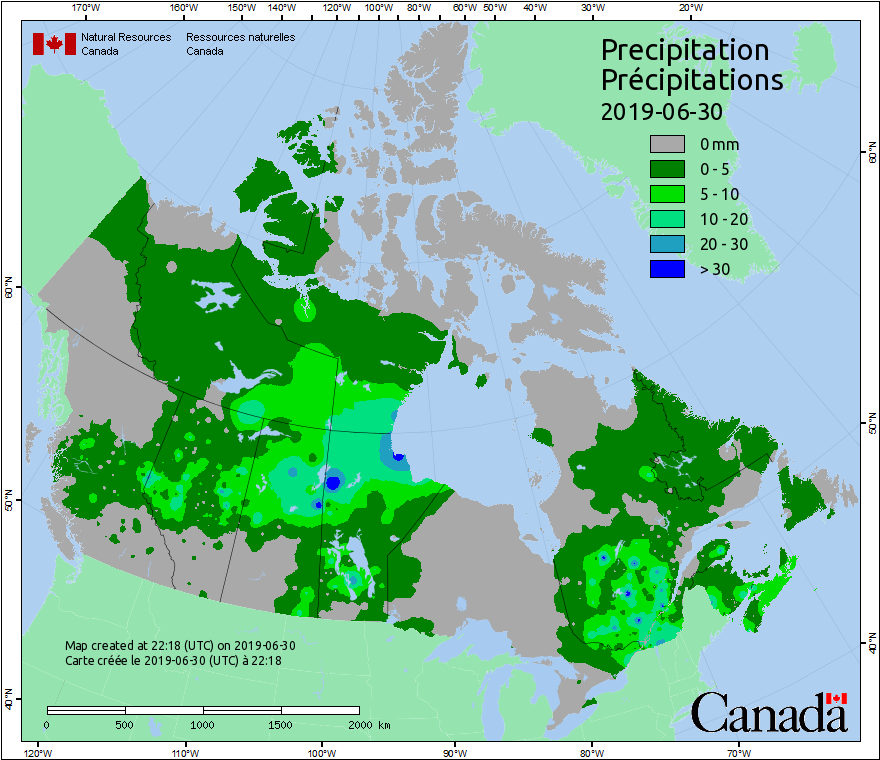 170°W 160°W 150°W 140°W 120°W 100°W 80°W 60°W 50°W 40°W 30°W 20°W
Natural Resources Ressources naturelles
Canada Canada
Precipitation
Précipitations
2019-06-30
0 mm
0 - 5
5 - 10
10 - 20
20 - 30
> 30
60°N
60°N
50°N
50°N
40°N
40°N
Map created at 22:18 (UTC) on 2019-06-30
Carte créée le 2019-06-30 (UTC) à 22:18
0 500 1000 1500 2000 km
Canada
120°W 110°W 100°W 90°W 80°W 70°W